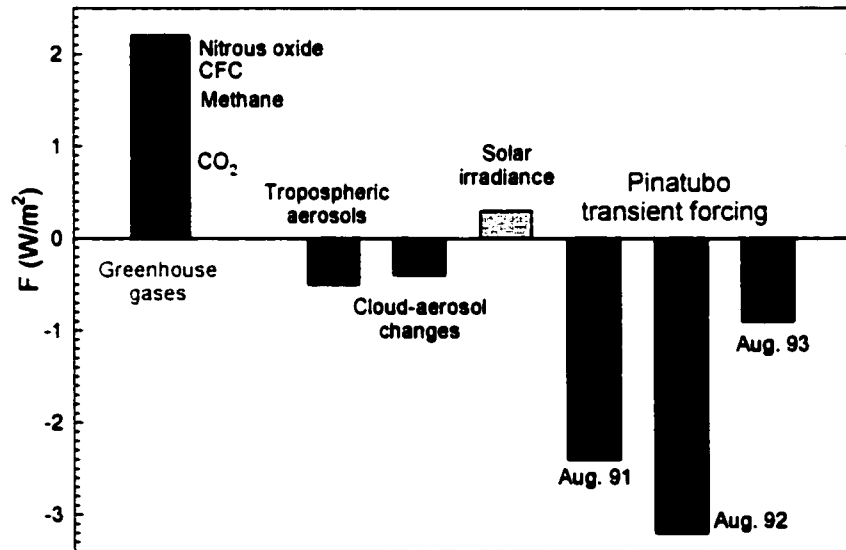 F (W/m²)
2
1
0
-1
-2
-3
Nitrous oxide
CFC
Methane
CO₂
Greenhouse
gases
Tropospheric
aerosols
Cloud-aerosol
changes
Solar
irradiance
Pinatubo
transient forcing
Aug. 91
Aug. 92
Aug. 93